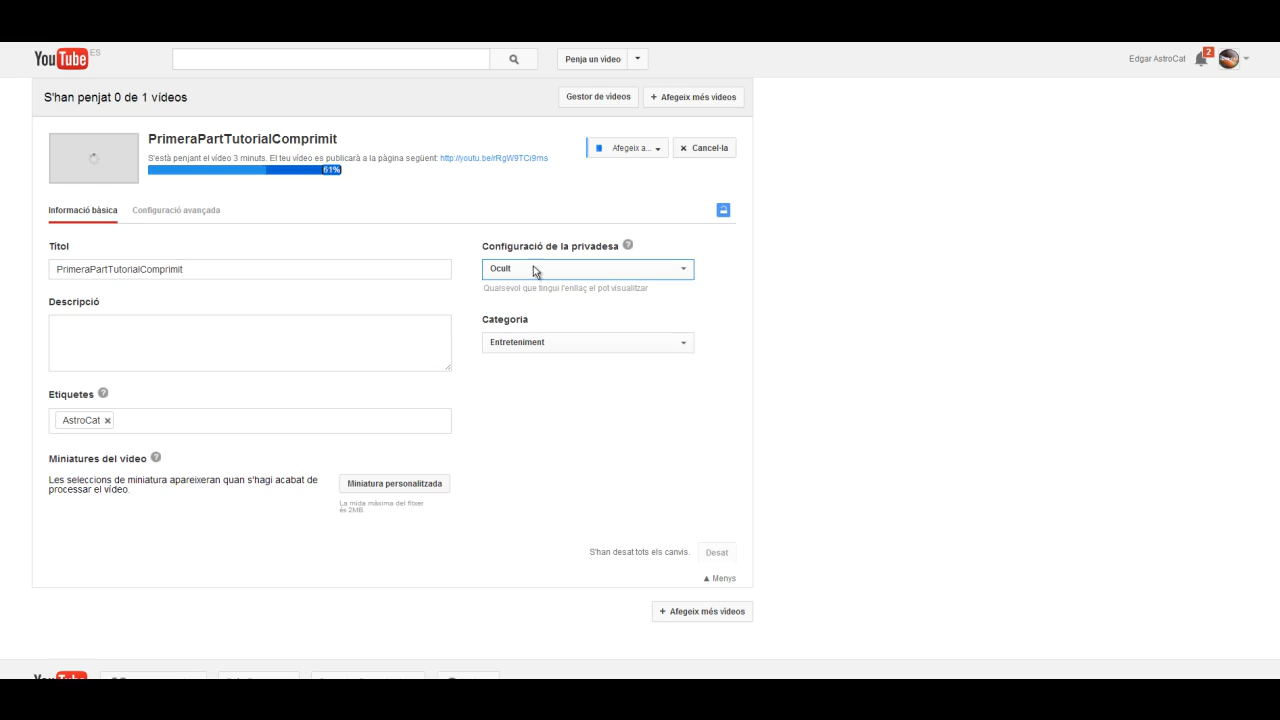 YouTube ES
Penja un vídeo
Edgar AstroCat
2
S'han penjat 0 de 1 vídeos
Gestor de vídeos
+ Afegeix més vídeos
PrimeraPartTutorialComprimit
S'està penjant el vídeo 3 minuts. El teu vídeo es publicarà a la pàgina següent: http://youtu.be/rRgW9TCi9ms
61%
Afegeix a...
Cancel·la
Informació bàsica
Configuració avançada
Títol
PrimeraPartTutorialComprimit
Descripció
Etiquetes ?
AstroCat
Miniatures del vídeo ?
Les seleccions de miniatura apareixeran quan s'hagi acabat de
processar el vídeo.
Miniatura personalitzada
La mida màxima del fitxer
és 2MB.
Configuració de la privadesa ?
Ocult
Qualsevol que tingui l'enllaç el pot visualitzar
Categoria
Entreteniment
S'han desat tots els canvis.
Desat
▲ Menys
+ Afegeix més vídeos
YouTube